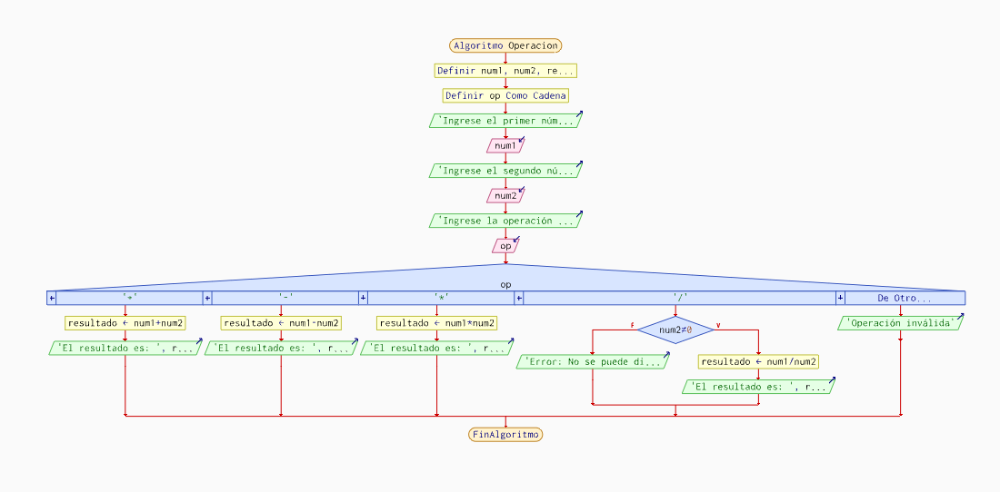 Algoritmo Operacion
Definir num1, num2, re...
Definir op Como Cadena
'Ingrese el primer núm...
num1
'Ingrese el segundo nú...
num2
'Ingrese la operación ...
op
op
+ '+' + '-' + '*' + '/' + De Otro...
resultado ← num1+num2
resultado ← num1-num2
resultado ← num1*num2
num2≠0
F
V
'Operación inválida'
'El resultado es: ', r...
'El resultado es: ', r...
'El resultado es: ', r...
'Error: No se puede di...
resultado ← num1/num2
'El resultado es: ', r...
FinAlgoritmo